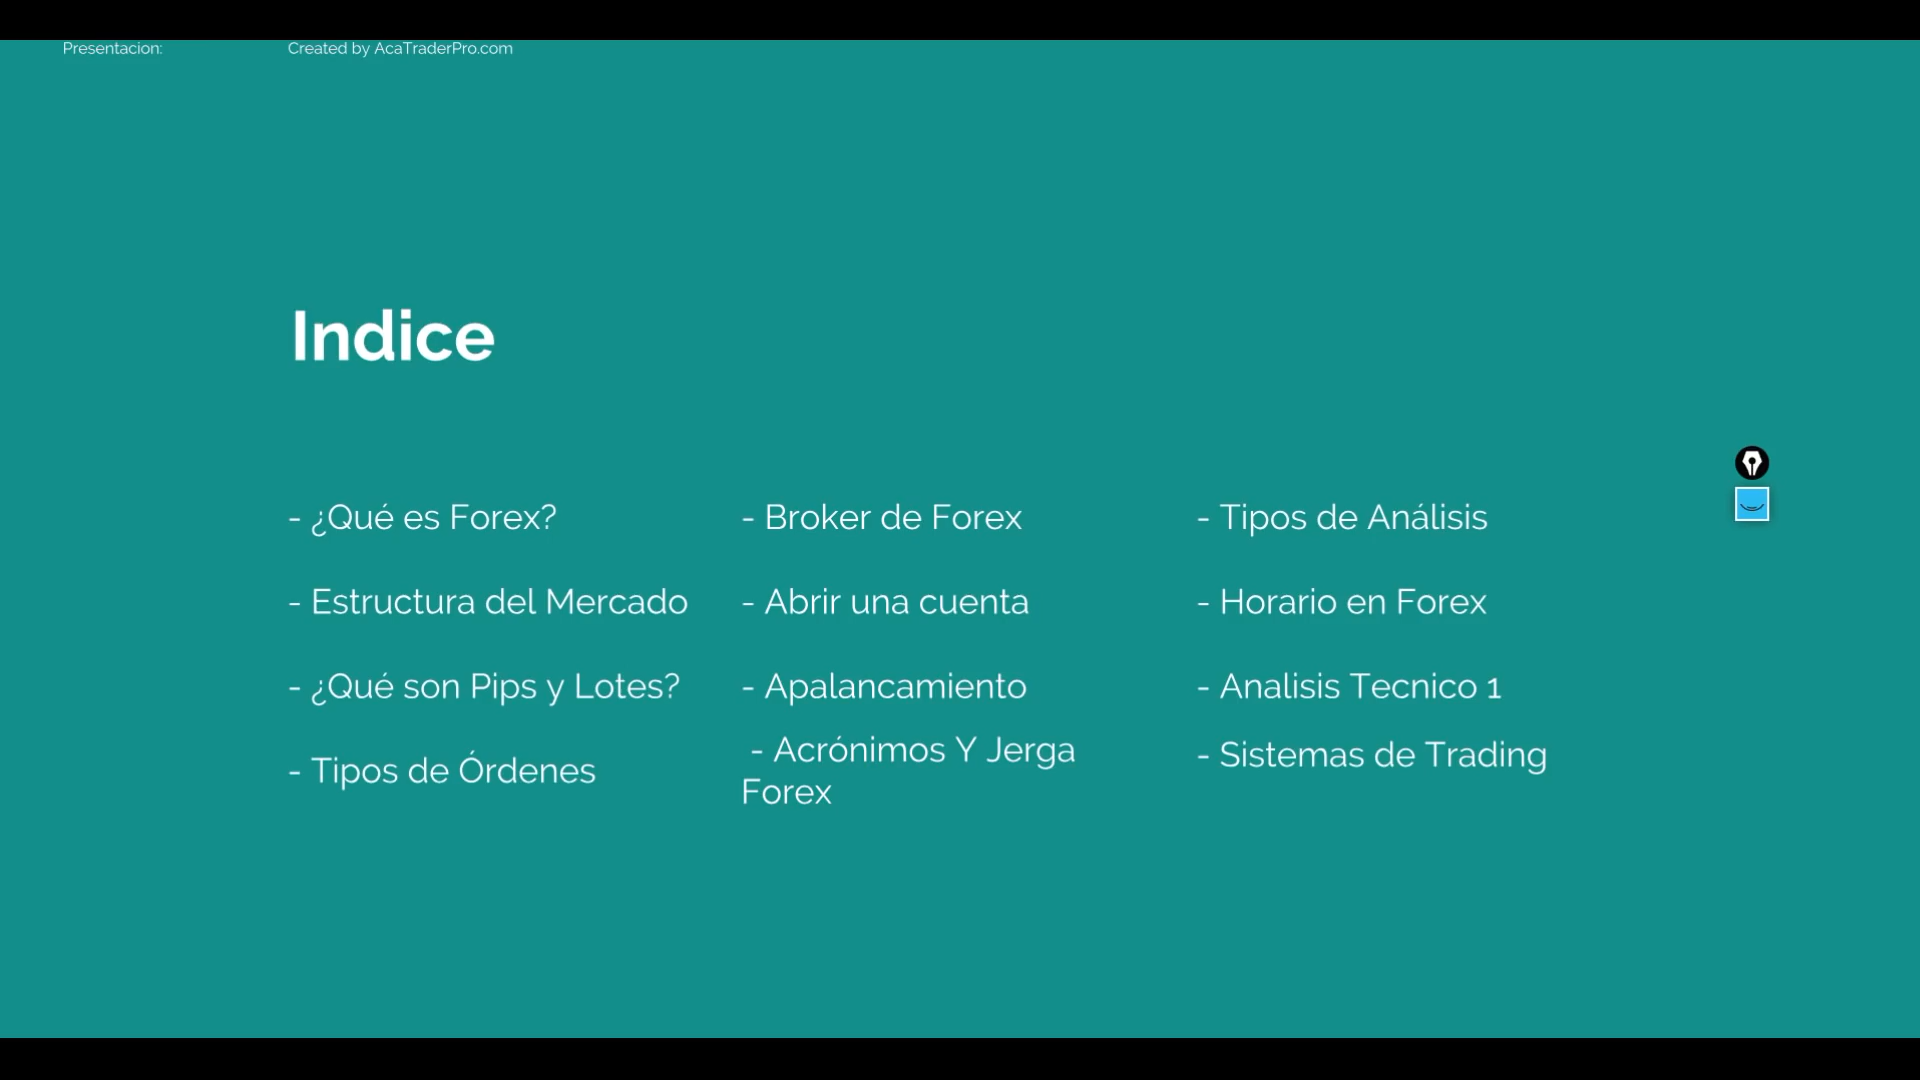 Presentacion:
Created by AcaTraderPro.com
Indice
- ¿Qué es Forex?
- Estructura del Mercado
- ¿Qué son Pips y Lotes?
- Tipos de Órdenes
- Broker de Forex
- Abrir una cuenta
- Apalancamiento
- Acrónimos Y Jerga
Forex
- Tipos de Análisis
- Horario en Forex
- Analisis Tecnico 1
- Sistemas de Trading